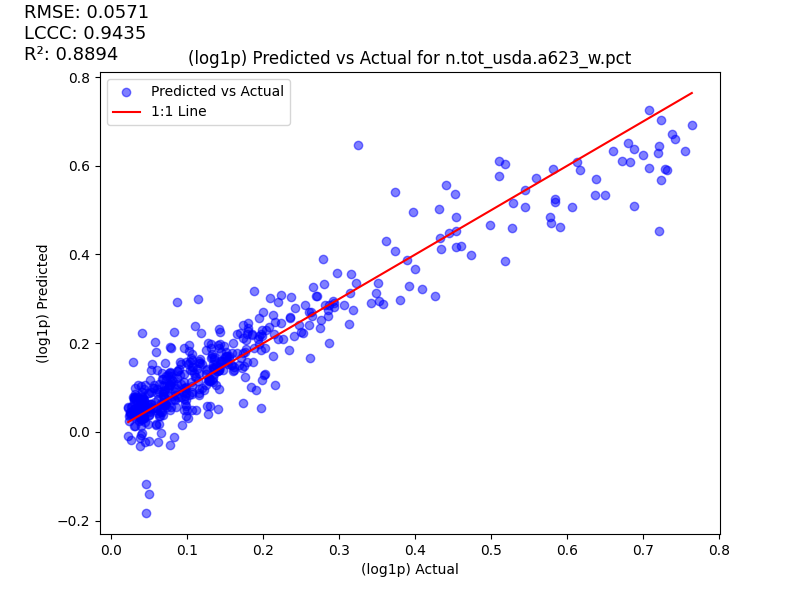 RMSE: 0.0571
LCCC: 0.9435
R²: 0.8894
(log1p) Predicted vs Actual for n.tot_usda.a623_w.pct
Predicted vs Actual
1:1 Line
(log1p) Predicted
0.8
0.6
0.4
0.2
0.0
−0.2
0.0 0.1 0.2 0.3 0.4 0.5 0.6 0.7 0.8
(log1p) Actual